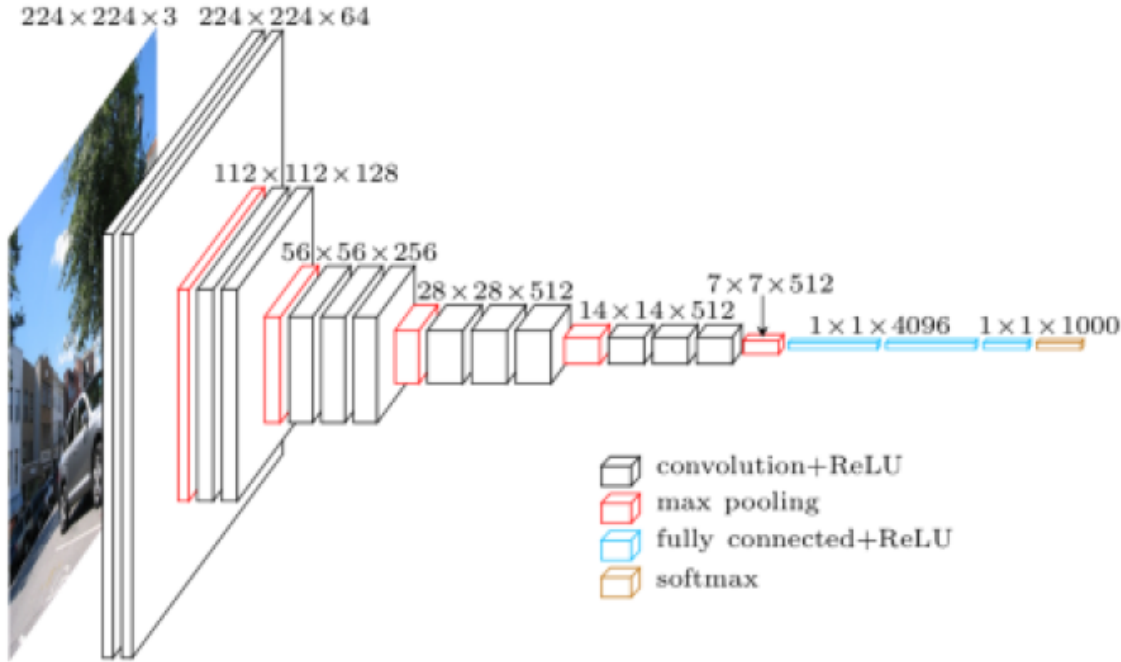 224×224×3
224×224×64
112×112×128
56×56×256
28×28×512
14×14×512
7×7×512
1×1×4096
1×1×1000
convolution+ReLU
max pooling
fully connected+ReLU
softmax